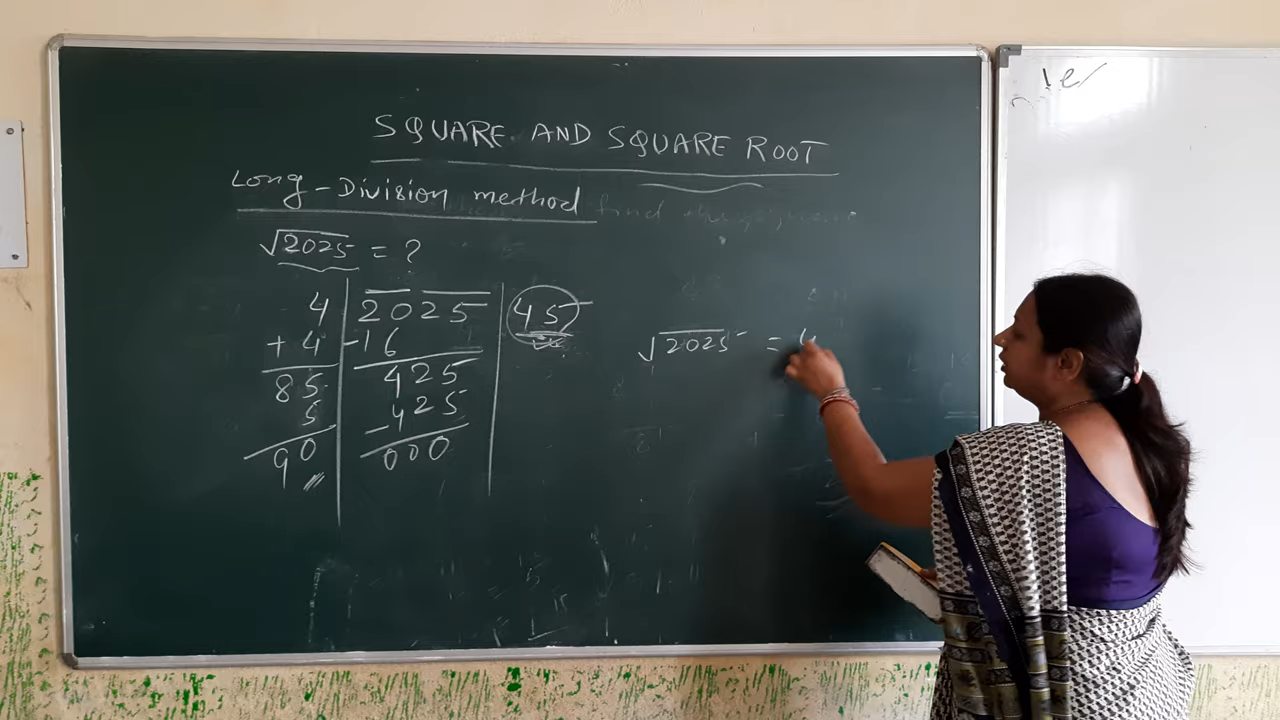 SQUARE AND SQUARE ROOT
Long-Division method
√2025 = ?
4 | 2025 | 45
+ 4 | -16
85 | 425
5 | -425
90 | 000
√2025 = 4